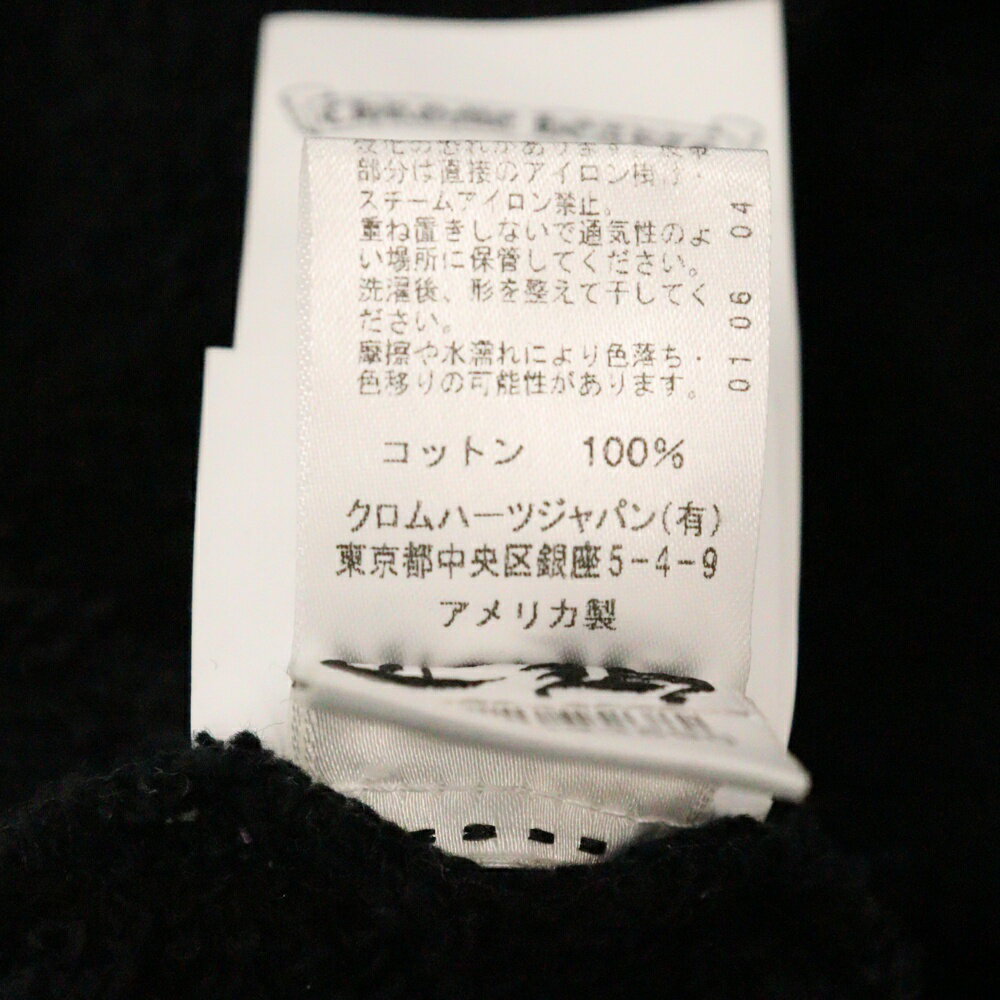 CHROME HEARTS
部分は直接のアイロン
スチームアイロン禁止。
重ね置きしないで通気性のよ
い場所に保管してください。
洗濯後、形を整えて干してく
ださい。
摩擦や水濡れにより色落ち・
色移りの可能性があります。
01 06 04
コットン 100%
クロムハーツジャパン(有)
東京都中央区銀座5-4-9
アメリカ製